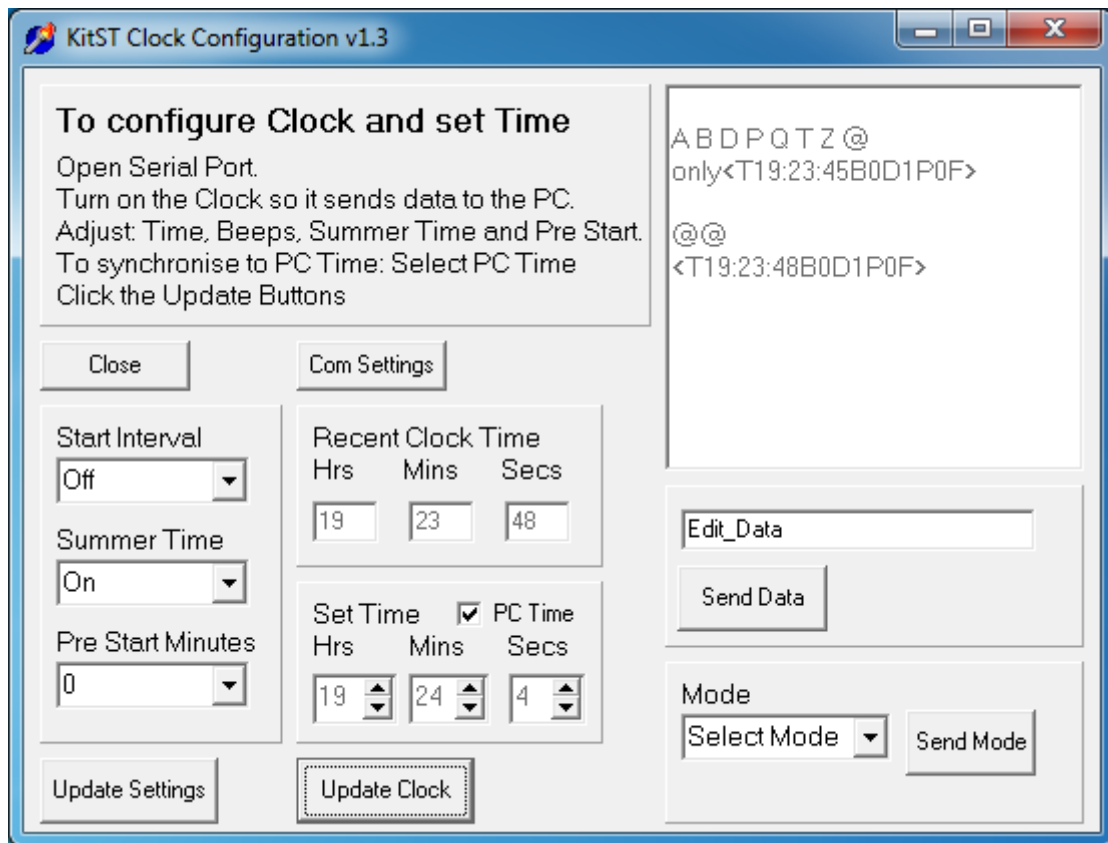 KitST Clock Configuration v1.3
To configure Clock and set Time
Open Serial Port.
Turn on the Clock so it sends data to the PC.
Adjust: Time, Beeps, Summer Time and Pre Start.
To synchronise to PC Time: Select PC Time
Click the Update Buttons
A B D P Q T Z @
only<T19:23:45B0D1P0F>
@@
<T19:23:48B0D1P0F>
Close
Com Settings
Start Interval
Off
Summer Time
On
Pre Start Minutes
0
Recent Clock Time
Hrs Mins Secs
19 23 48
Set Time PC Time
Hrs Mins Secs
19 24 4
Update Settings
Update Clock
Edit_Data
Send Data
Mode
Select Mode
Send Mode